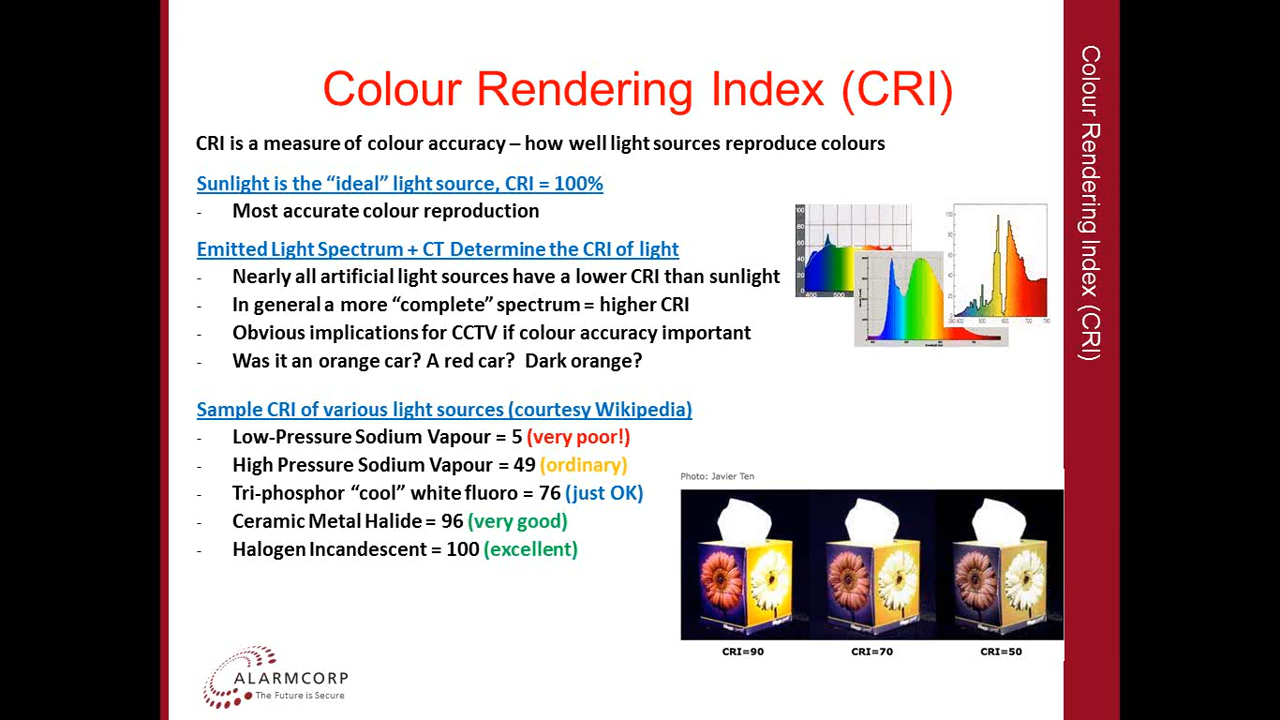 Colour Rendering Index (CRI)
CRI is a measure of colour accuracy – how well light sources reproduce colours
Sunlight is the “ideal” light source, CRI = 100%
- Most accurate colour reproduction
Emitted Light Spectrum + CT Determine the CRI of light
- Nearly all artificial light sources have a lower CRI than sunlight
- In general a more “complete” spectrum = higher CRI
- Obvious implications for CCTV if colour accuracy important
- Was it an orange car? A red car? Dark orange?
Sample CRI of various light sources (courtesy Wikipedia)
- Low-Pressure Sodium Vapour = 5 (very poor!)
- High Pressure Sodium Vapour = 49 (ordinary)
- Tri-phosphor “cool” white fluoro = 76 (just OK)
- Ceramic Metal Halide = 96 (very good)
- Halogen Incandescent = 100 (excellent)
Photo: Javier Ten
CRI=90
CRI=70
CRI=50
ALARMCORP
The Future is Secure
Colour Rendering Index (CRI)